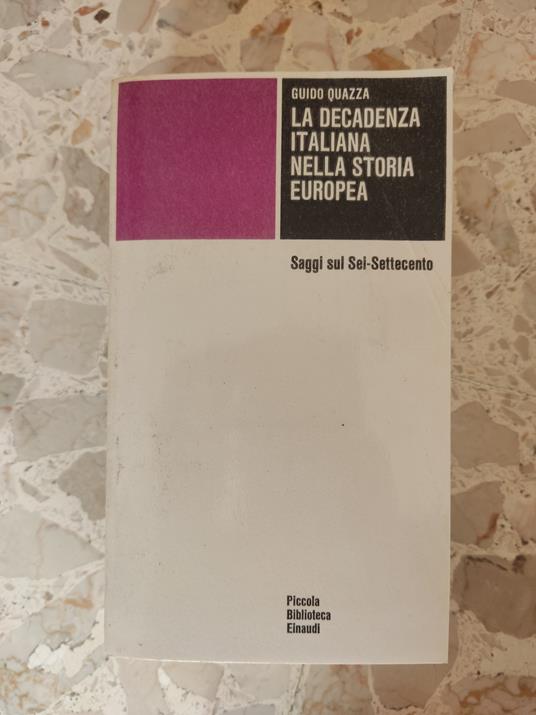 GUIDO QUAZZA
LA DECADENZA
ITALIANA
NELLA STORIA
EUROPEA
Saggi sul Sei-Settecento
Piccola
Biblioteca
Einaudi